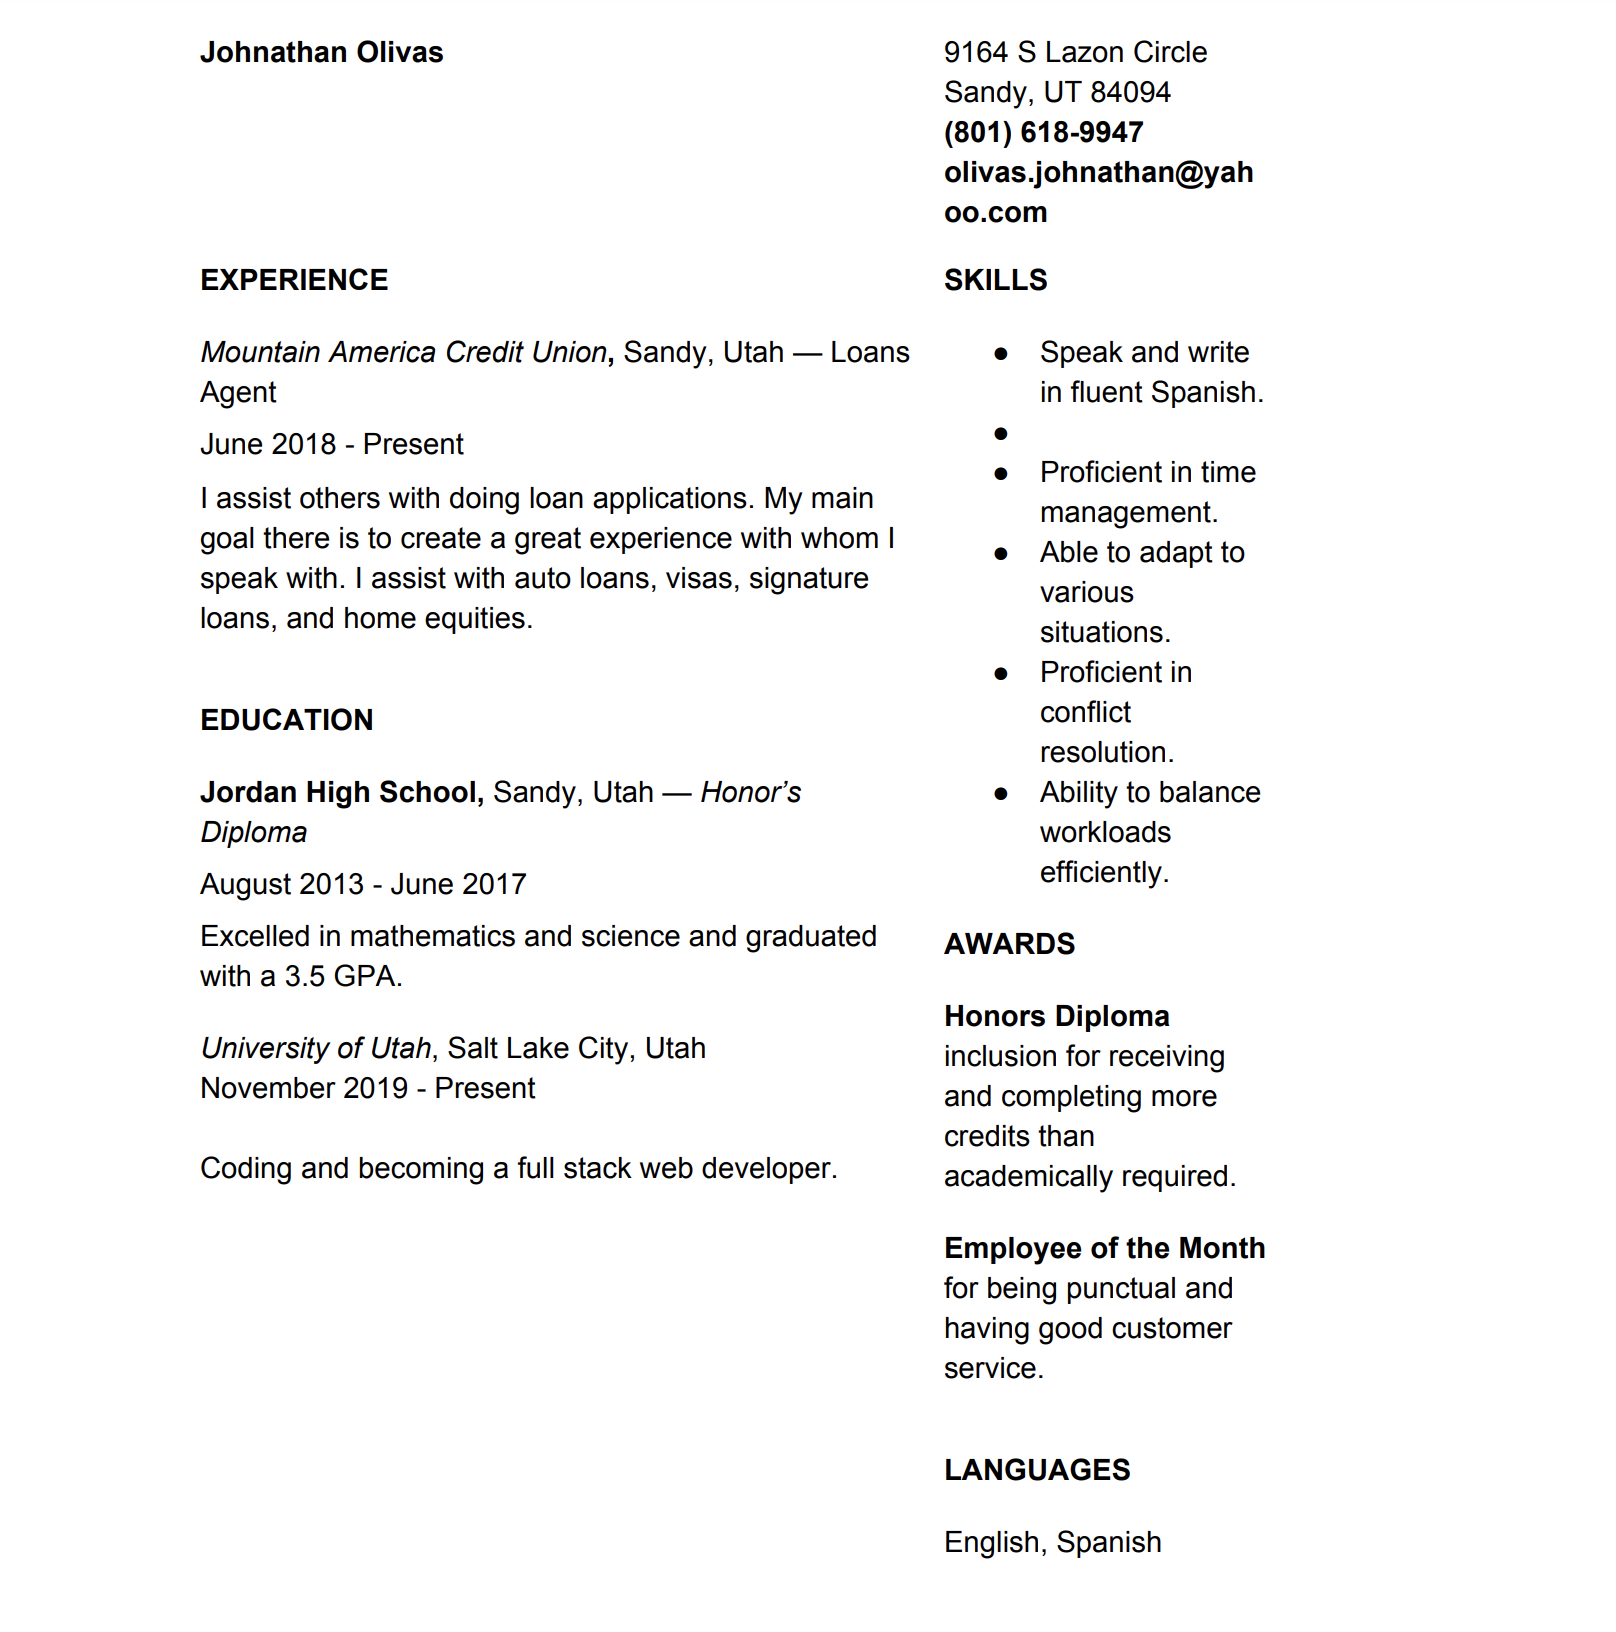 Johnathan Olivas
9164 S Lazon Circle
Sandy, UT 84094
(801) 618-9947
olivas.johnathan@yah
oo.com
EXPERIENCE
Mountain America Credit Union, Sandy, Utah — Loans
Agent
June 2018 - Present
I assist others with doing loan applications. My main
goal there is to create a great experience with whom I
speak with. I assist with auto loans, visas, signature
loans, and home equities.
EDUCATION
Jordan High School, Sandy, Utah — Honor’s
Diploma
August 2013 - June 2017
Excelled in mathematics and science and graduated
with a 3.5 GPA.
University of Utah, Salt Lake City, Utah
November 2019 - Present
Coding and becoming a full stack web developer.
SKILLS
● Speak and write
in fluent Spanish.
●
● Proficient in time
management.
● Able to adapt to
various
situations.
● Proficient in
conflict
resolution.
● Ability to balance
workloads
efficiently.
AWARDS
Honors Diploma
inclusion for receiving
and completing more
credits than
academically required.
Employee of the Month
for being punctual and
having good customer
service.
LANGUAGES
English, Spanish